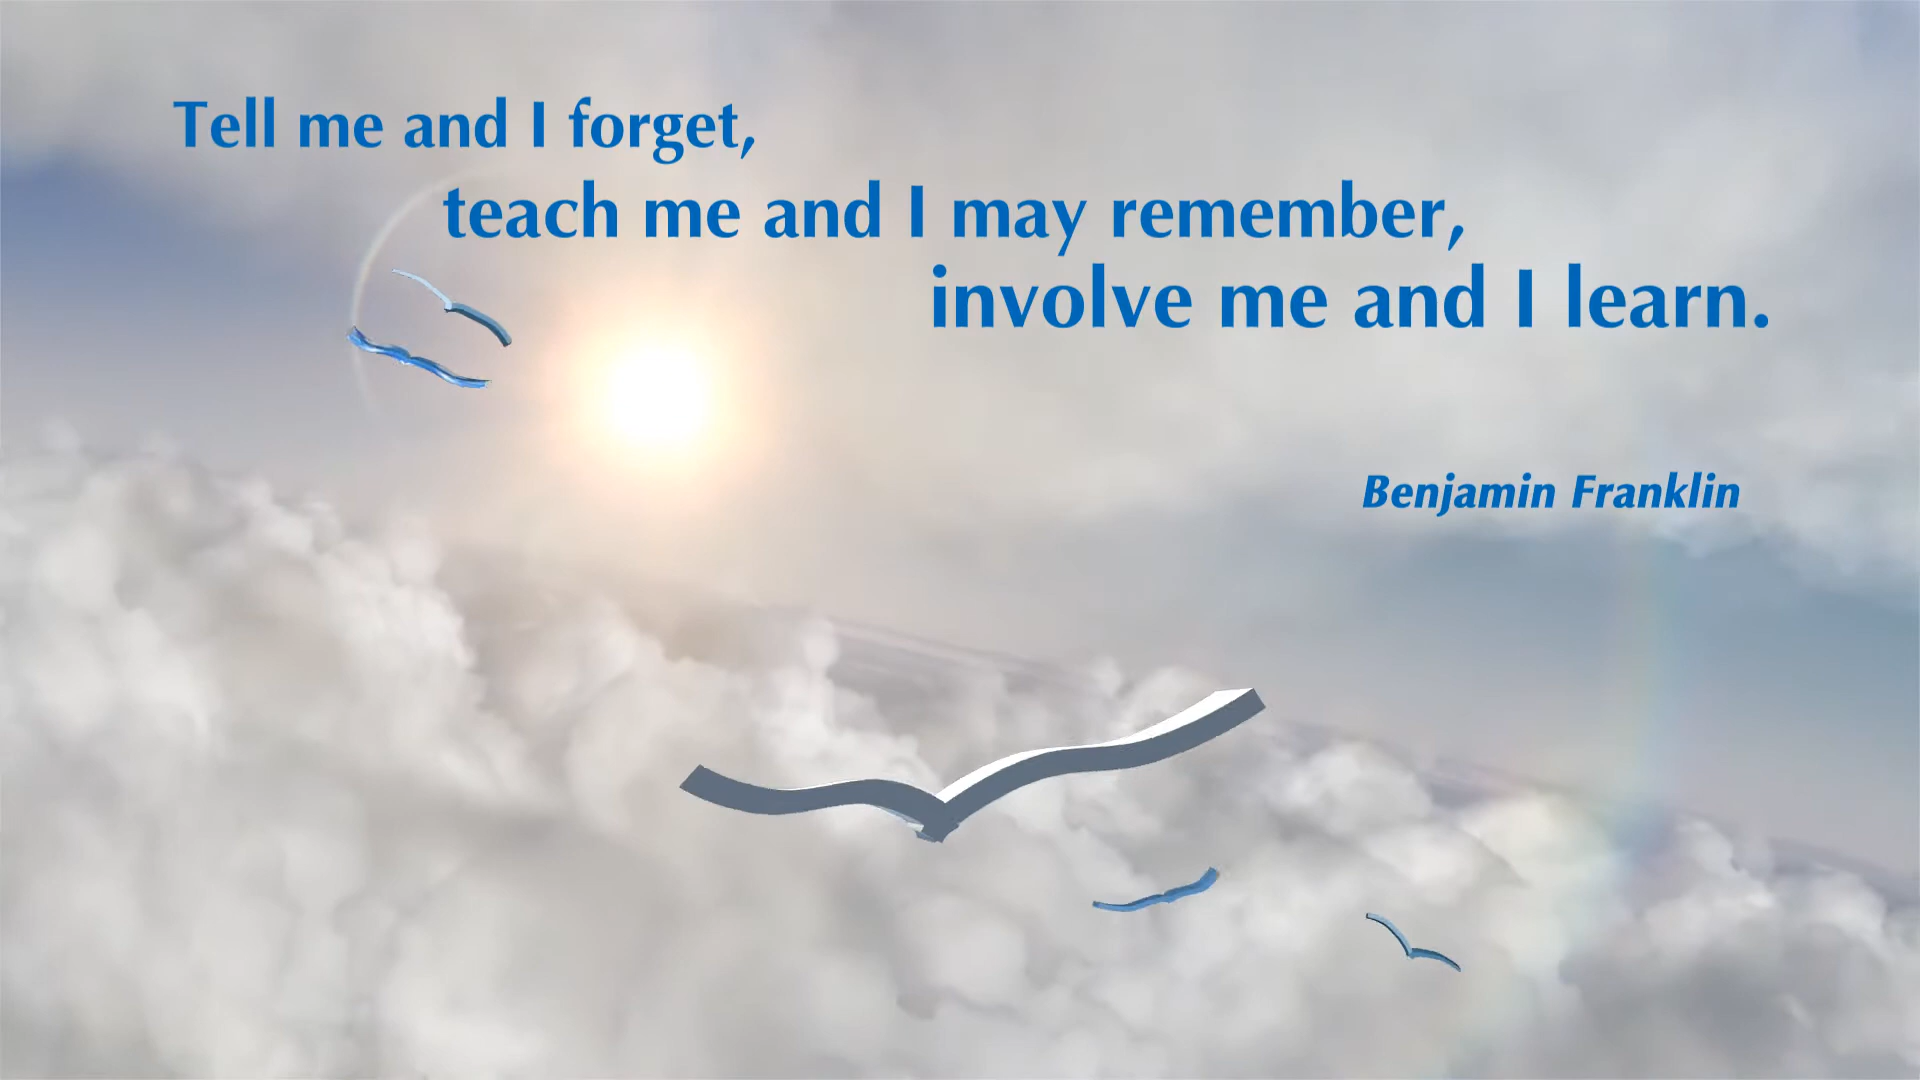 Tell me and I forget,
teach me and I may remember,
involve me and I learn.
Benjamin Franklin